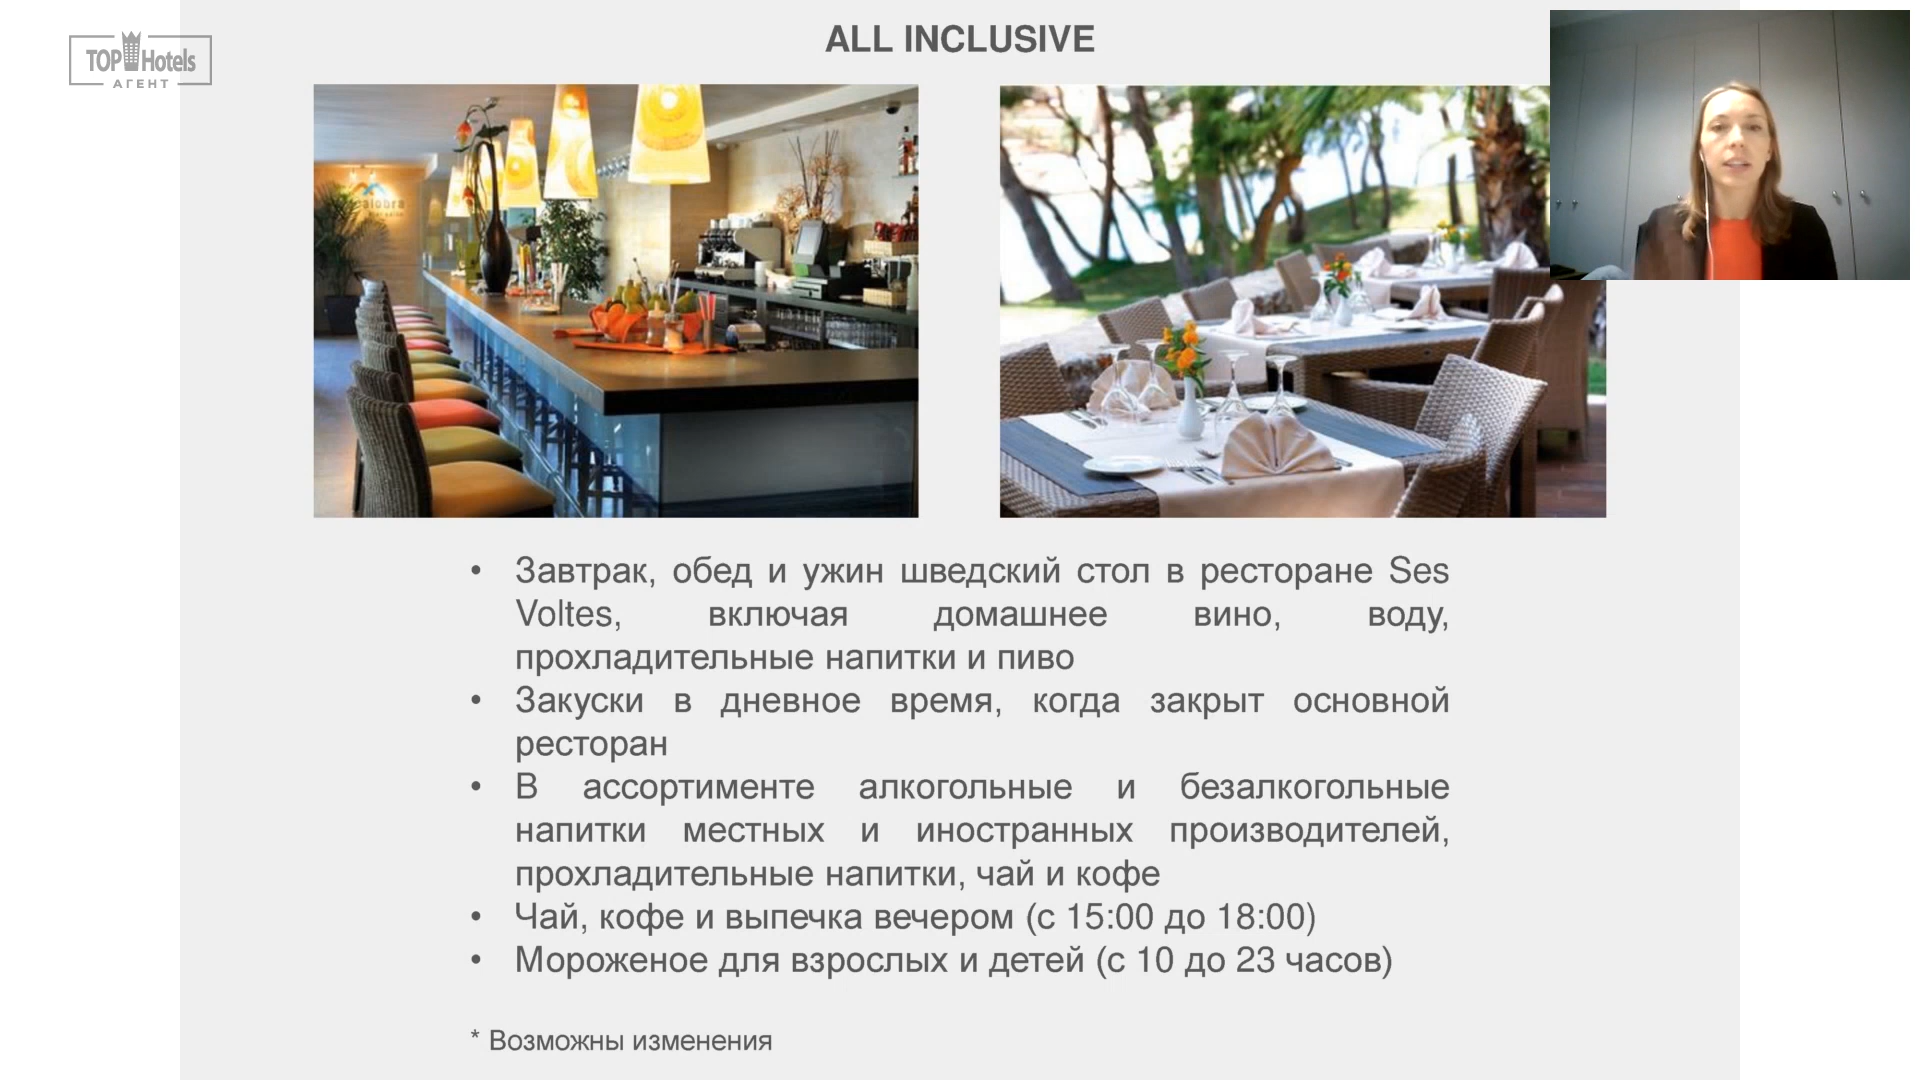 ALL INCLUSIVE
TOP Hotels
АГЕНТ
• Завтрак, обед и ужин шведский стол в ресторане Ses
Voltes, включая домашнее вино, воду,
прохладительные напитки и пиво
• Закуски в дневное время, когда закрыт основной
ресторан
• В ассортименте алкогольные и безалкогольные
напитки местных и иностранных производителей,
прохладительные напитки, чай и кофе
• Чай, кофе и выпечка вечером (с 15:00 до 18:00)
• Мороженое для взрослых и детей (с 10 до 23 часов)
* Возможны изменения